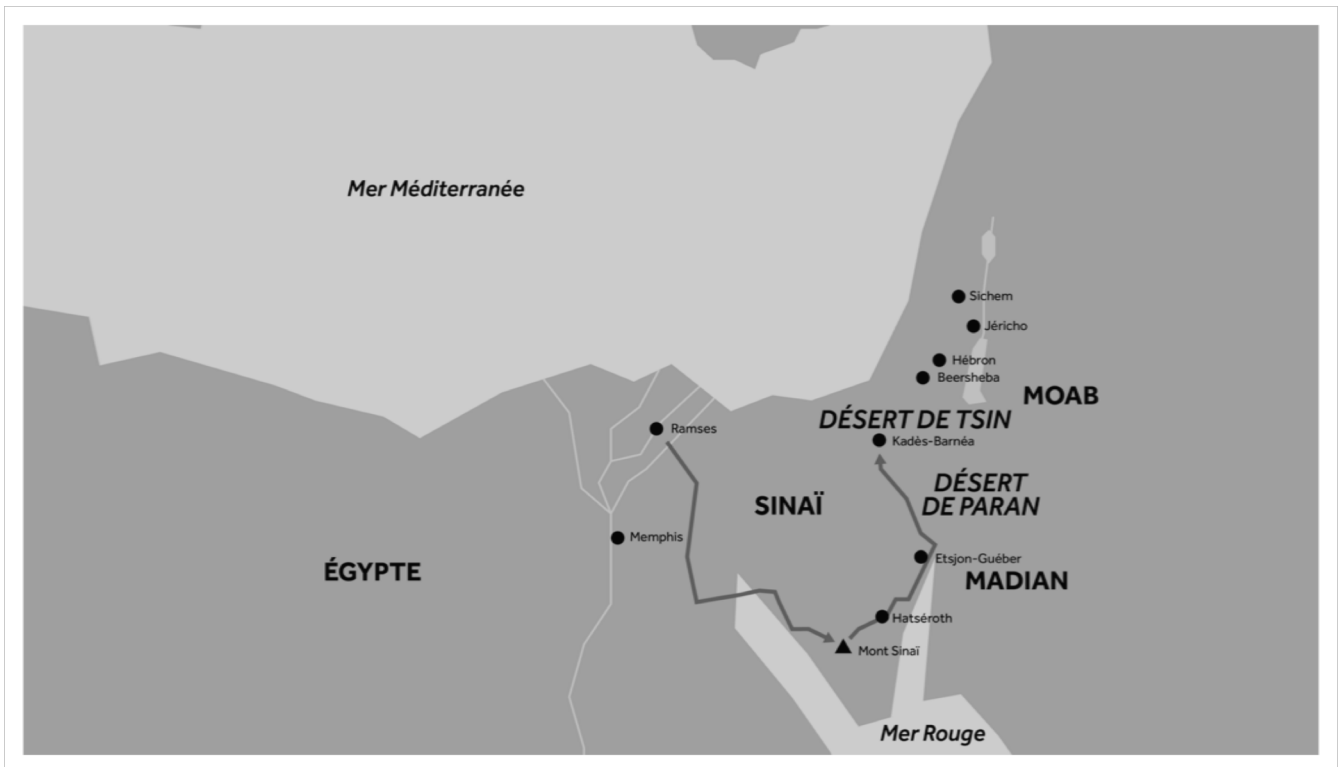 Mer Méditerranée
Sichem
Jéricho
Hébron
Beersheba
MOAB
DÉSERT DE TSIN
Ramses
Kadès-Barnéa
DÉSERT
DE PARAN
SINAÏ
Memphis
Etsjon-Guéber
ÉGYPTE
MADIAN
Hatséroth
Mont Sinaï
Mer Rouge